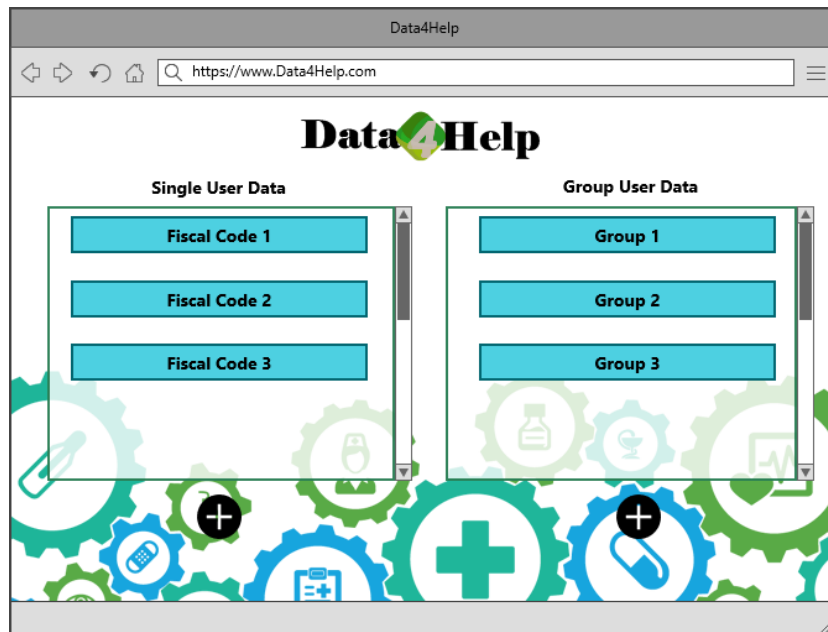 Data4Help
https://www.Data4Help.com
Data4Help
Single User Data
Fiscal Code 1
Fiscal Code 2
Fiscal Code 3
Group User Data
Group 1
Group 2
Group 3